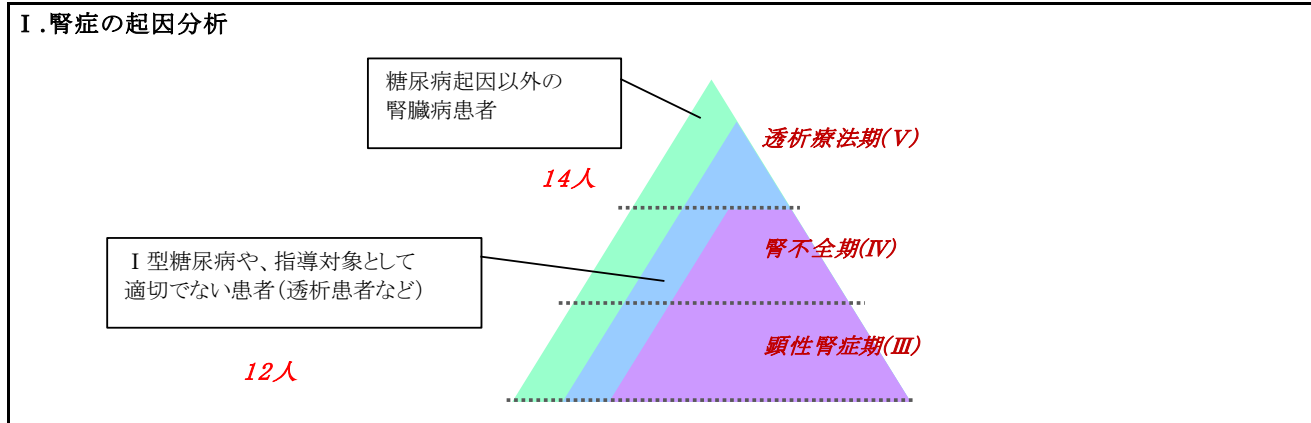 Ⅰ.腎症の起因分析
糖尿病起因以外の
腎臓病患者
透析療法期(Ⅴ)
14人
Ⅰ型糖尿病や、指導対象として
適切でない患者(透析患者など)
腎不全期(Ⅳ)
顕性腎症期(Ⅲ)
12人